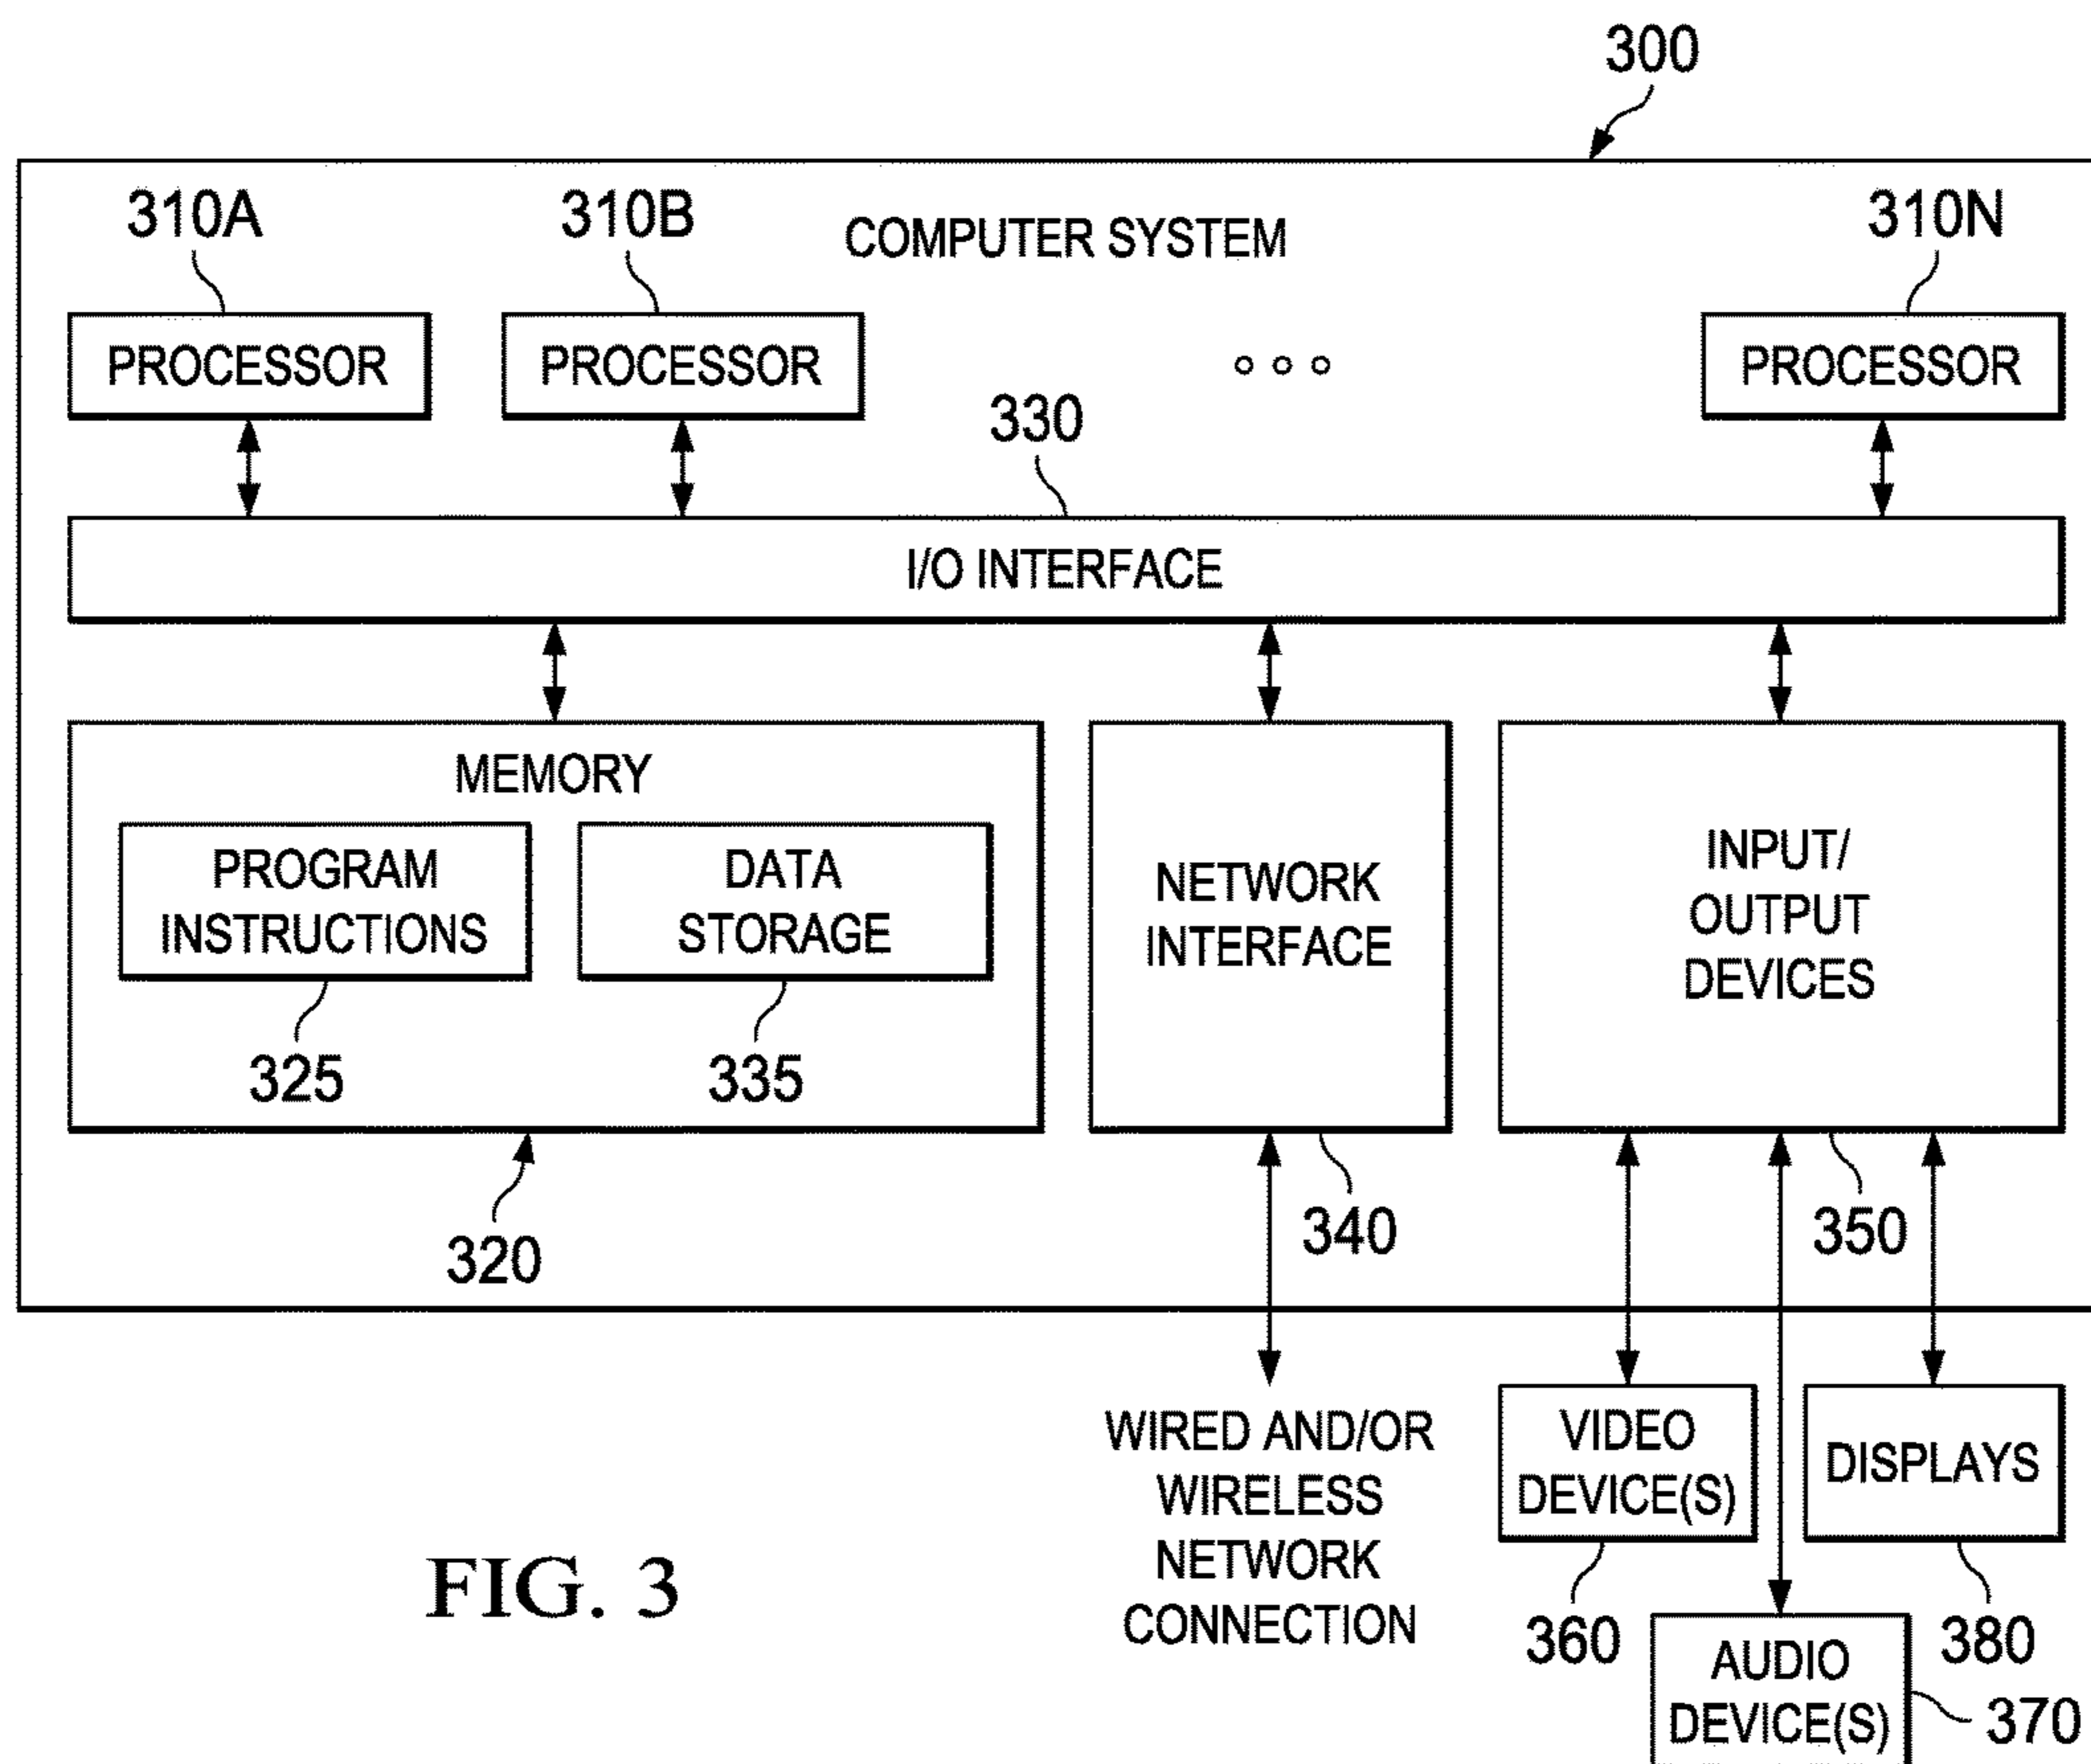 300
310A
310B
COMPUTER SYSTEM
310N
PROCESSOR
PROCESSOR
PROCESSOR
330
I/O INTERFACE
MEMORY
PROGRAM
INSTRUCTIONS
DATA
STORAGE
325
335
320
NETWORK
INTERFACE
340
INPUT/
OUTPUT
DEVICES
350
WIRED AND/OR
WIRELESS
NETWORK
CONNECTION
VIDEO
DEVICE(S)
360
DISPLAYS
380
AUDIO
DEVICE(S)
370
FIG. 3